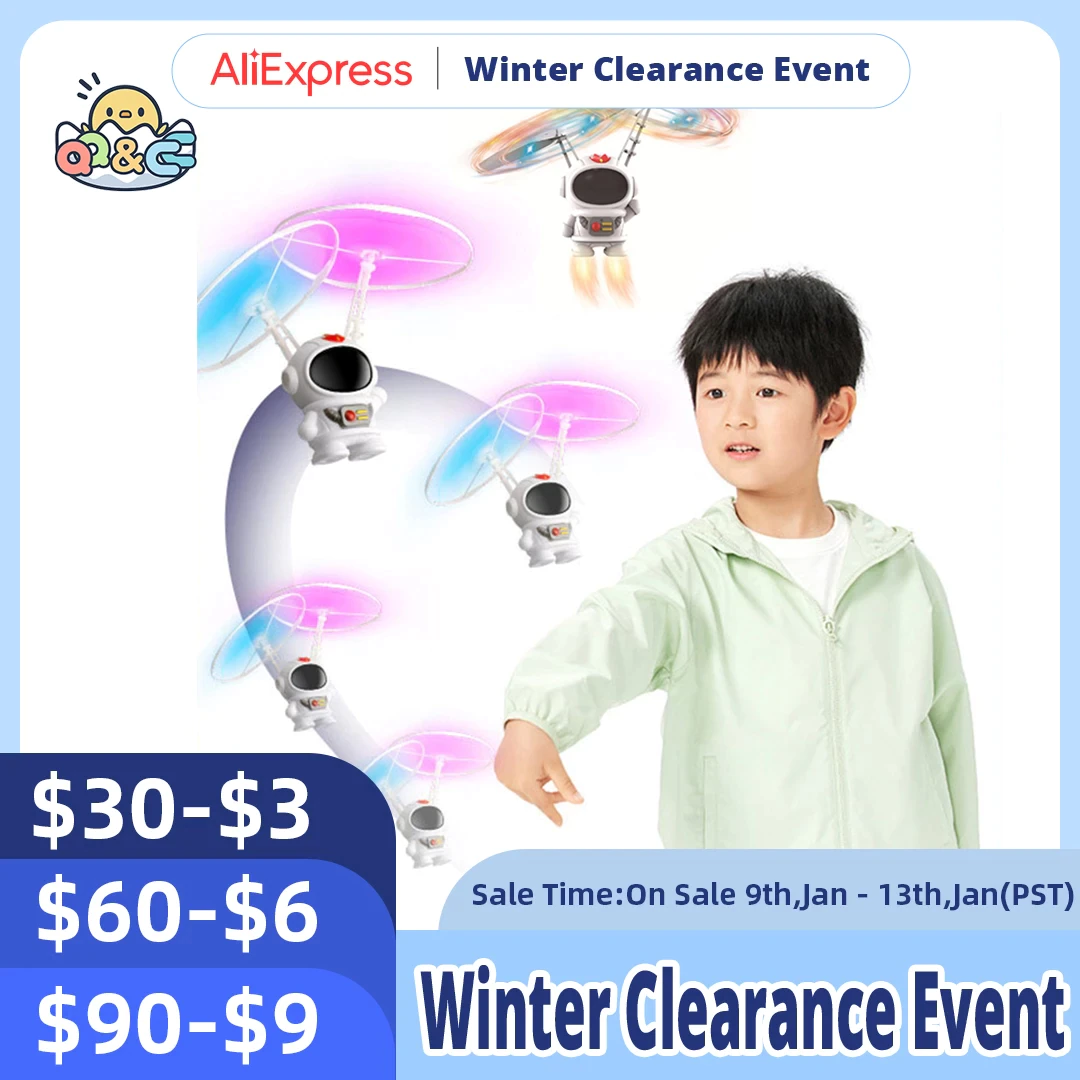 AliExpress | Winter Clearance Event
QQ&C
$30-$3
$60-$6
$90-$9
Sale Time:On Sale 9th,Jan - 13th,Jan(PST)
Winter Clearance Event